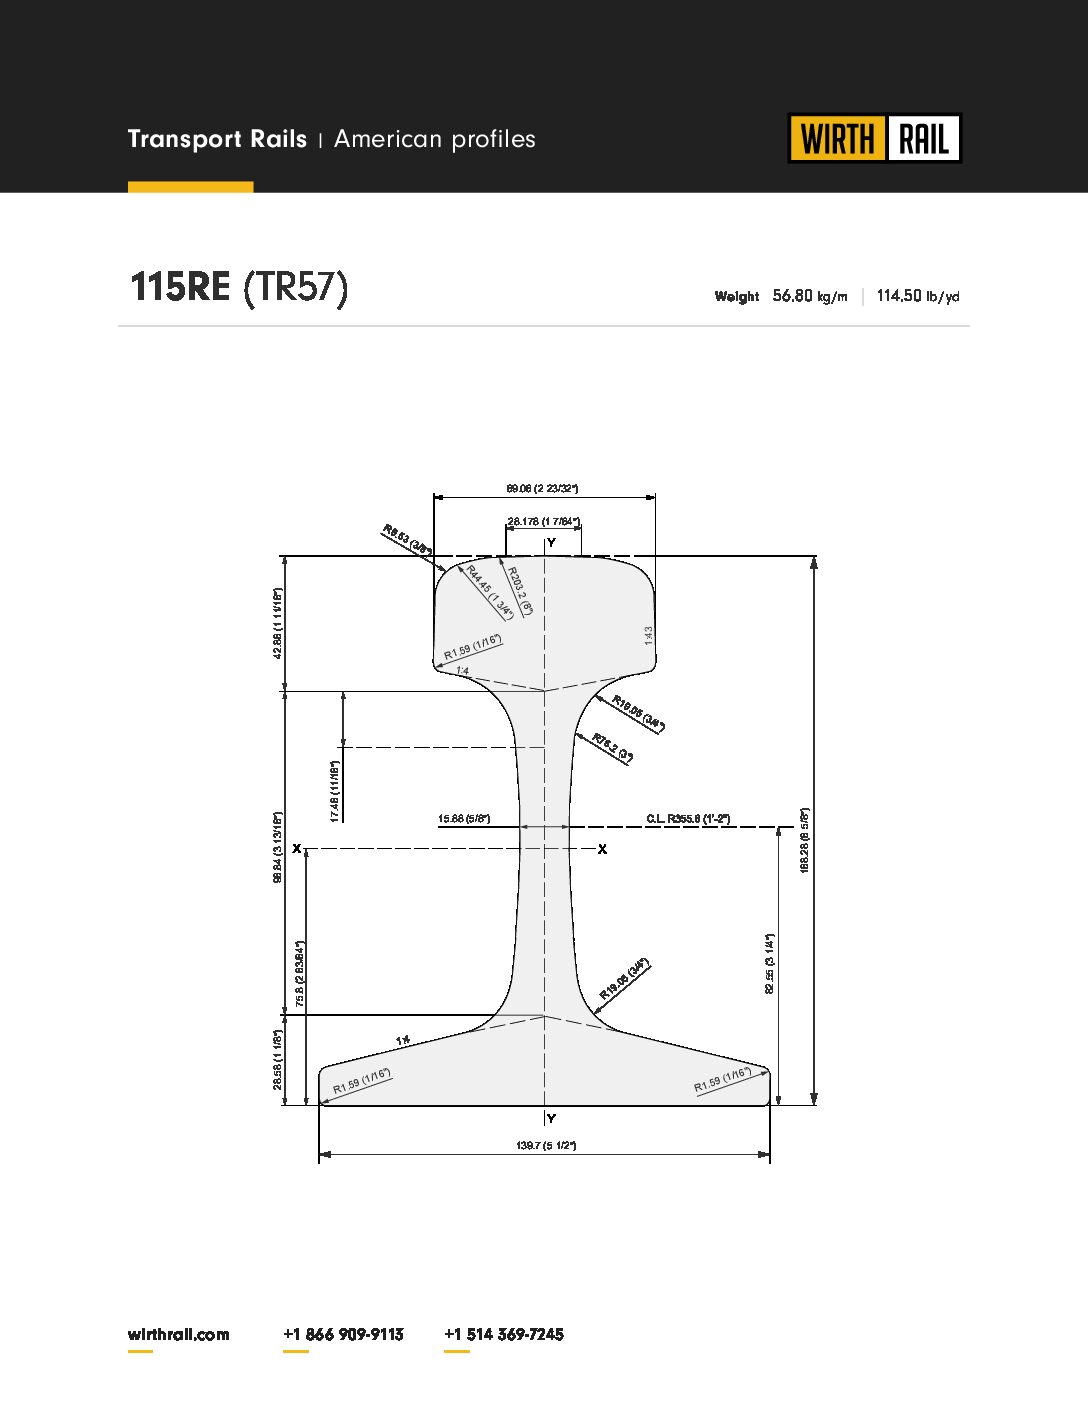 Transport Rails | American profiles
WIRTH RAIL
115RE (TR57)
Weight 56,80 kg/m | 114,50 lb/yd
69.06 (2 23/32")
28.178 (1 7/64")
Y
R9.53 (3/8")
R44.45 (1 3/4")
R203.2 (8")
42.86 (1 11/16")
1:43
R1.59 (1/16")
1:4
R19.05 (3/4")
R76.2 (3")
17.46 (11/16")
15.88 (5/8")
C.L. R355.6 (1'-2")
168.28 (6 5/8")
96.84 (3 13/16")
X
X
75.8 (2 63/64")
82.55 (3 1/4")
R19.05 (3/4")
28.58 (1 1/8")
1:4
R1.59 (1/16")
R1.59 (1/16")
Y
139.7 (5 1/2")
wirthrail.com +1 866 909-9113 +1 514 369-7245